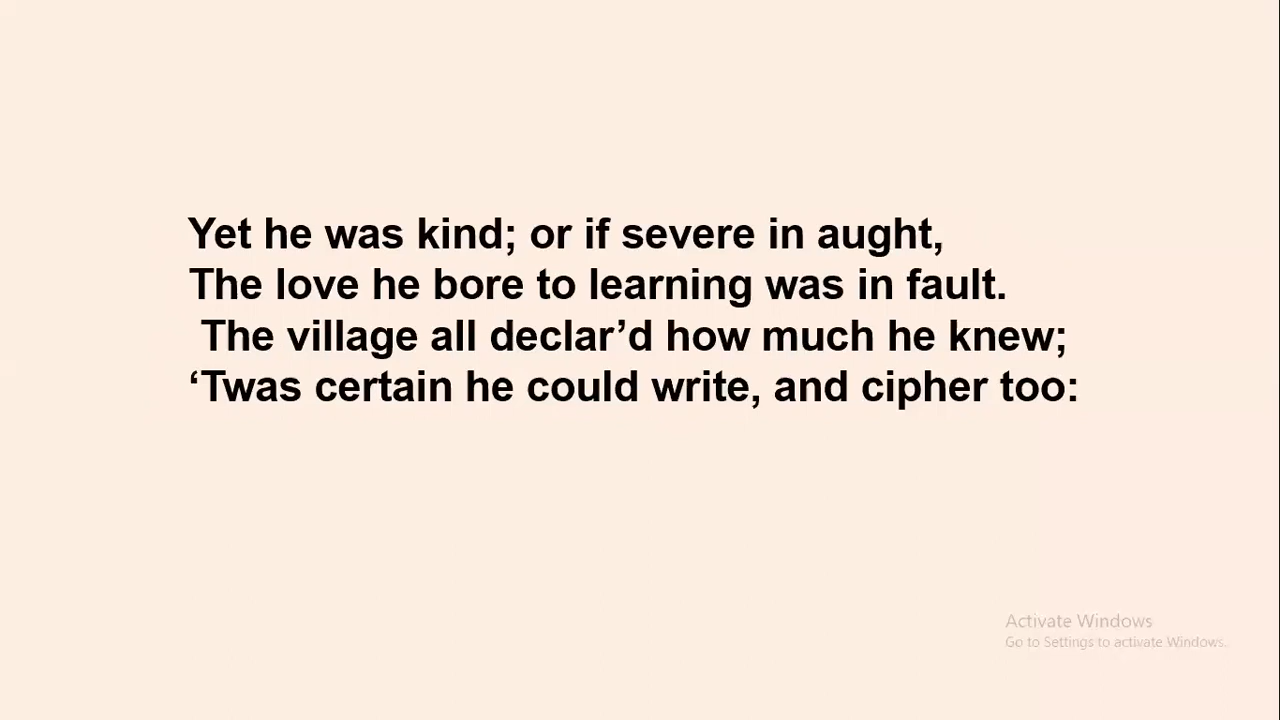 Yet he was kind; or if severe in aught,
The love he bore to learning was in fault.
The village all declar’d how much he knew;
‘Twas certain he could write, and cipher too:
Activate Windows
Go to Settings to activate Windows.